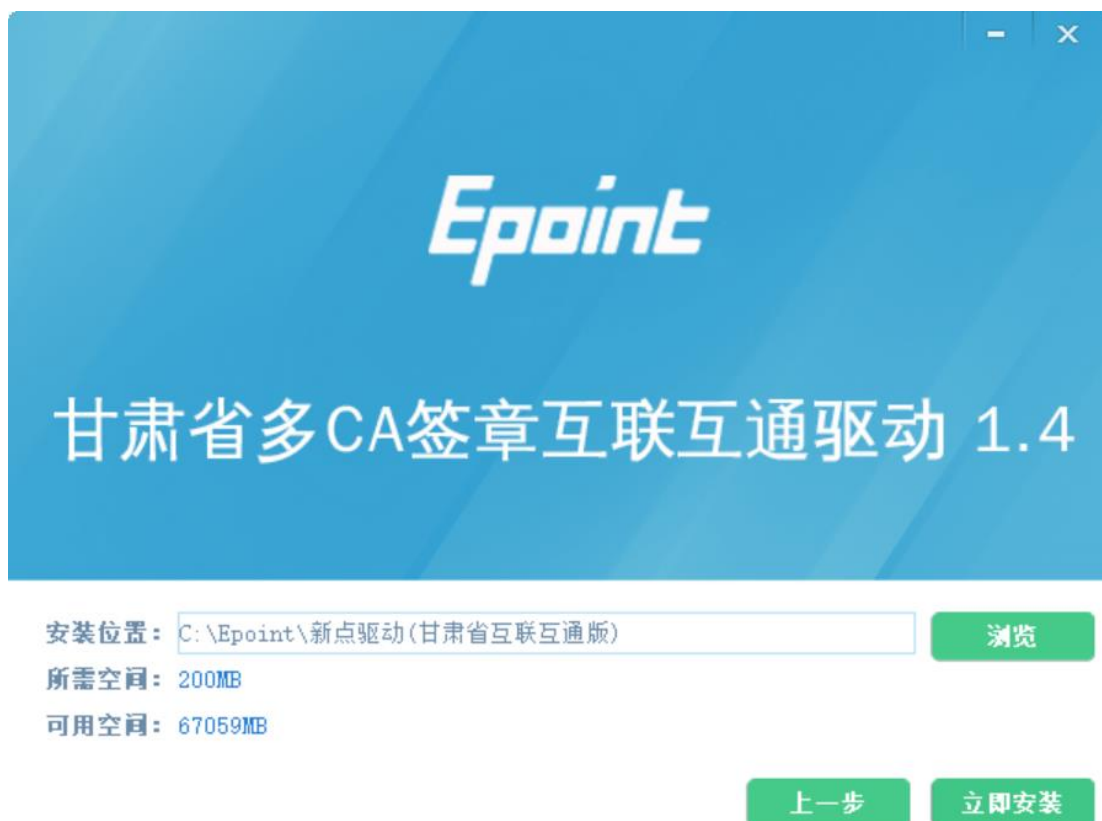 Epoint
甘肃省多CA签章互联互通驱动 1.4
安装位置： C:\Epoint\新点驱动(甘肃省互联互通版) 浏览
所需空间： 200MB
可用空间： 67059MB
上一步 立即安装